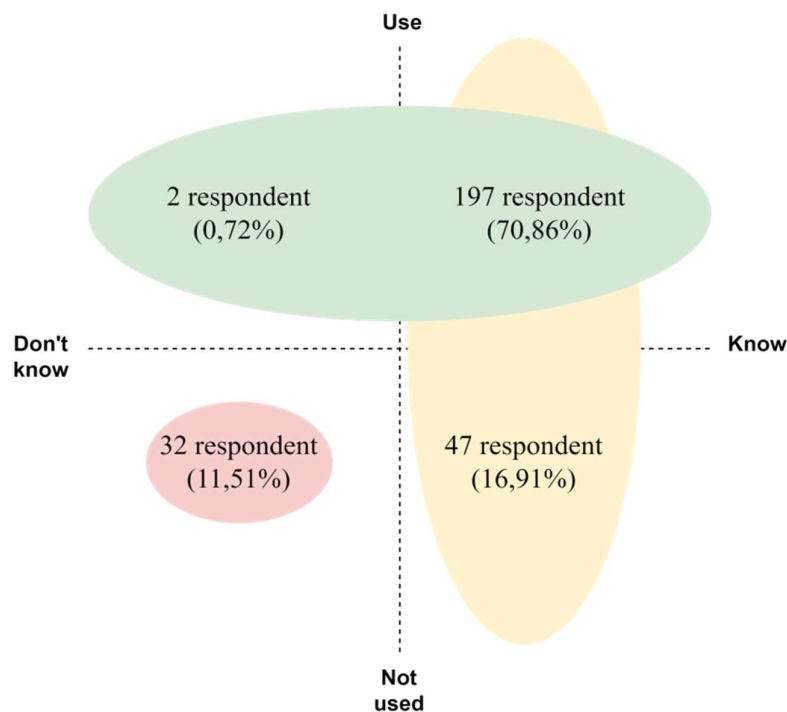 Use
2 respondent
(0,72%)
197 respondent
(70,86%)
Don't
know
Know
32 respondent
(11,51%)
47 respondent
(16,91%)
Not
used